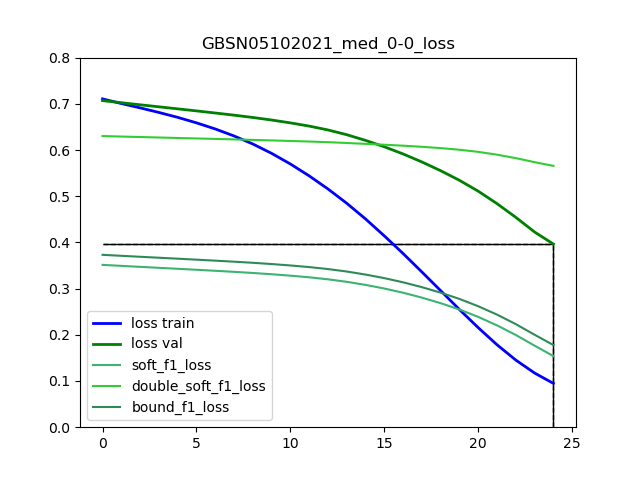 GBSN05102021_med_0-0_loss
0.8
0.7
0.6
0.5
0.4
0.3
0.2
0.1
0.0
loss train
loss val
soft_f1_loss
double_soft_f1_loss
bound_f1_loss
0 5 10 15 20 25